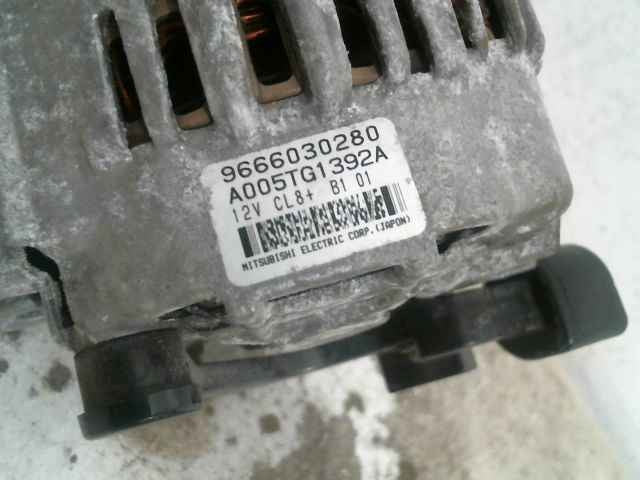 9666030280
A005TG1392A
12V CL8+ B1 01
MITSUBISHI ELECTRIC CORP.(JAPON)